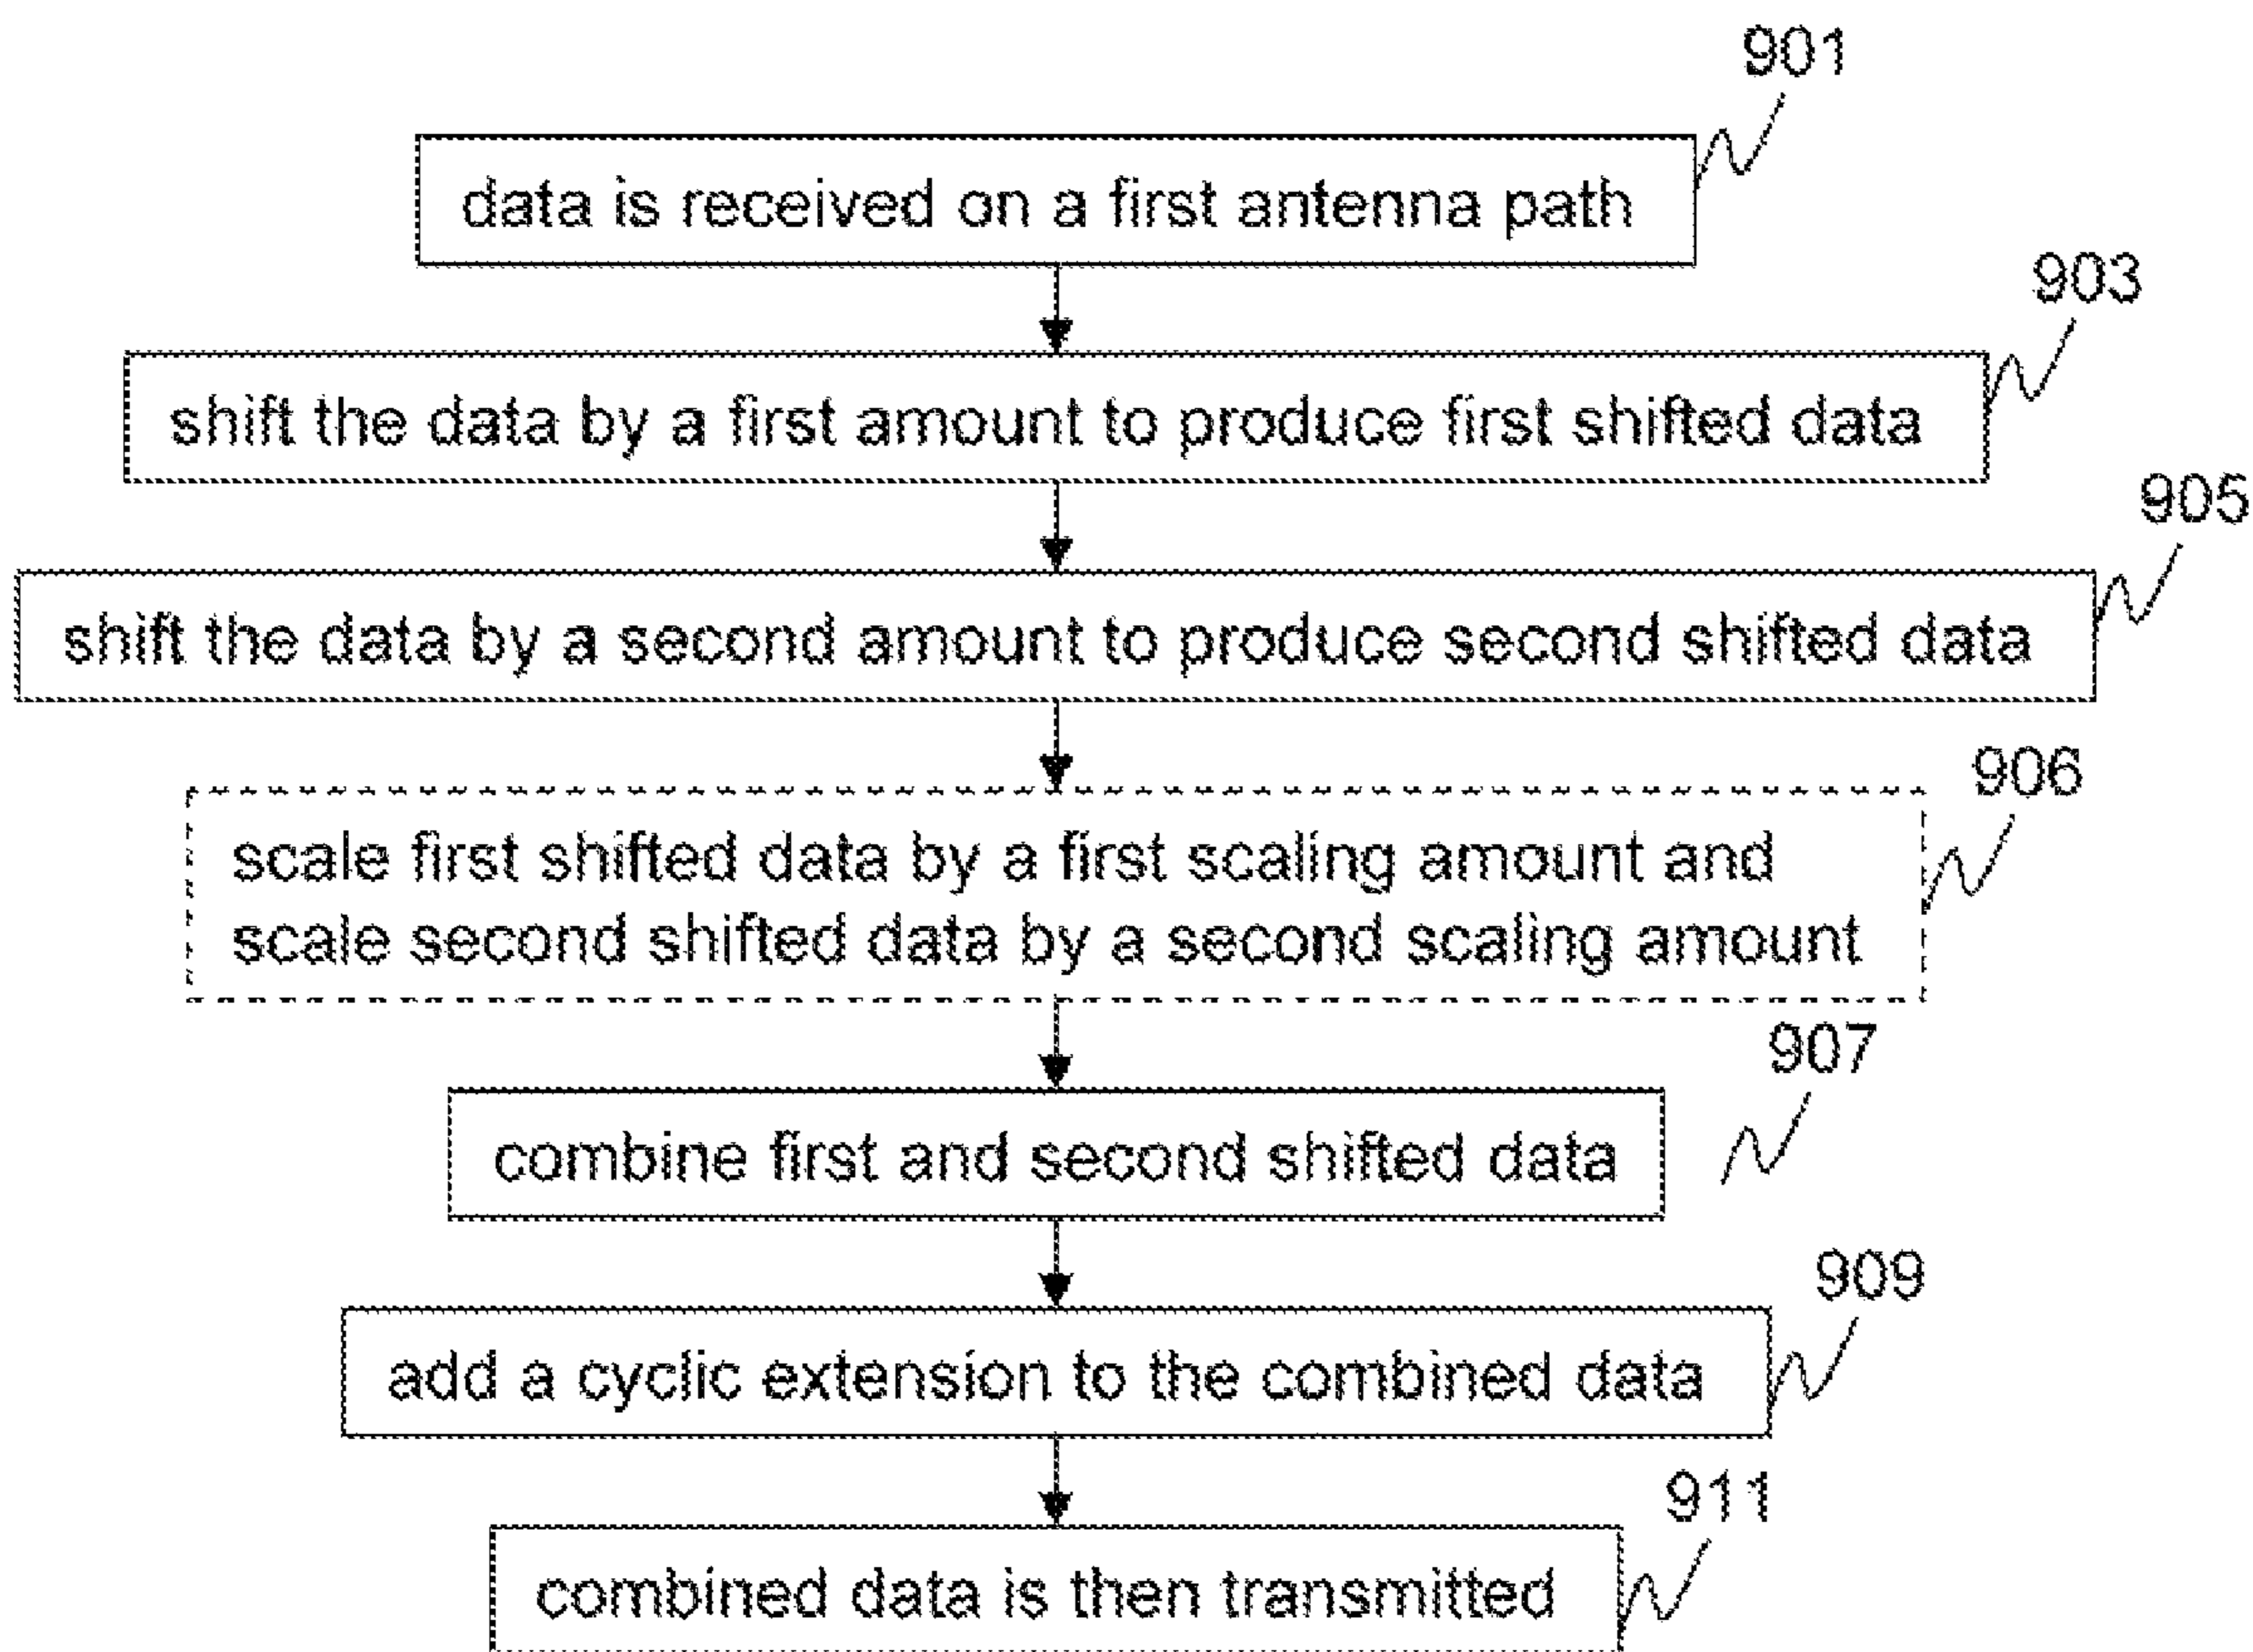 901
data is received on a first antenna path
903
shift the data by a first amount to produce first shifted data
905
shift the data by a second amount to produce second shifted data
906
scale first shifted data by a first scaling amount and
scale second shifted data by a second scaling amount
907
combine first and second shifted data
909
add a cyclic extension to the combined data
911
combined data is then transmitted